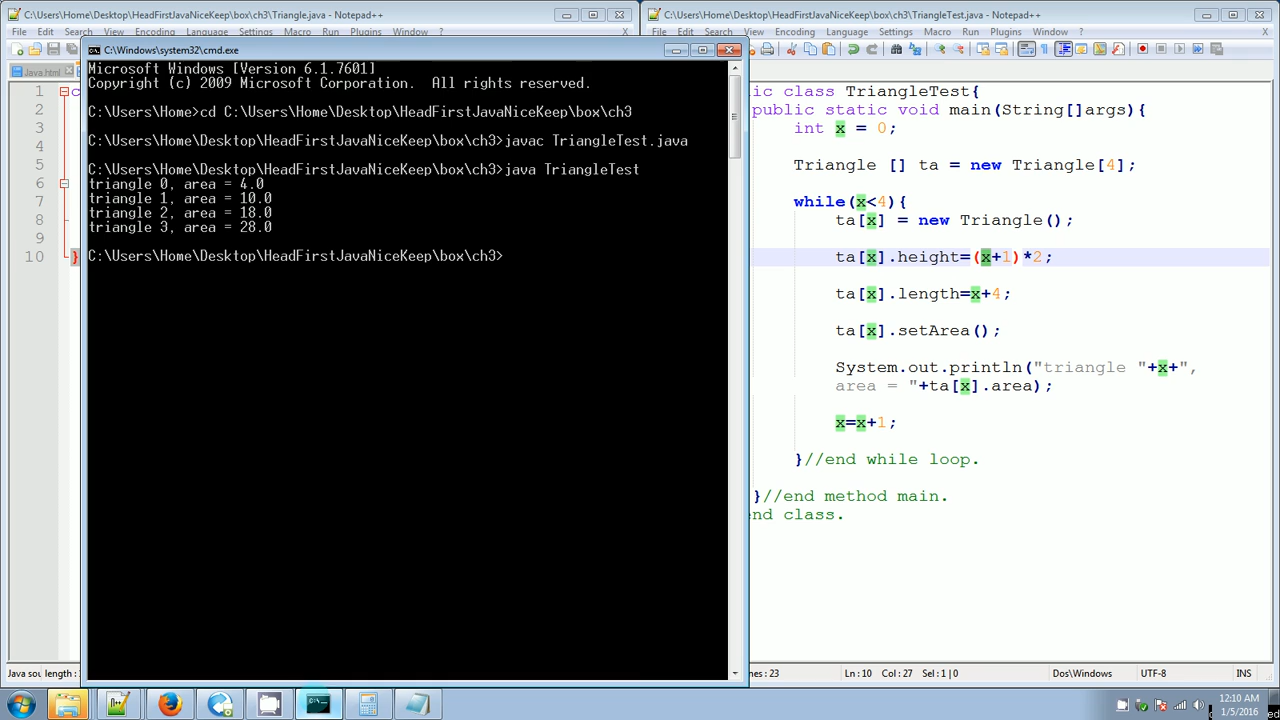 C:\Users\Home\Desktop\HeadFirstJavaNiceKeep\box\ch3\Triangle.java - Notepad++
C:\Users\Home\Desktop\HeadFirstJavaNiceKeep\box\ch3\TriangleTest.java - Notepad++
File Edit Search View Encoding Language Settings Macro Run Plugins Window ?
File Edit Search View Encoding Language Settings Macro Run Plugins Window ?
X
X
C:\Windows\system32\cmd.exe
Java html
Microsoft Windows [Version 6.1.7601]
Copyright (c) 2009 Microsoft Corporation. All rights reserved.
C:\Users\Home>cd C:\Users\Home\Desktop\HeadFirstJavaNiceKeep\box\ch3
C:\Users\Home\Desktop\HeadFirstJavaNiceKeep\box\ch3>javac TriangleTest.java
C:\Users\Home\Desktop\HeadFirstJavaNiceKeep\box\ch3>java TriangleTest
triangle 0, area = 4.0
triangle 1, area = 10.0
triangle 2, area = 18.0
triangle 3, area = 28.0
C:\Users\Home\Desktop\HeadFirstJavaNiceKeep\box\ch3>
1
2
3
4
5
6
7
8
9
10 }
ic class TriangleTest{
public static void main(String[]args){
int x = 0;
Triangle [] ta = new Triangle[4];
while(x<4){
ta[x] = new Triangle();
ta[x].height=(x+1)*2;
ta[x].length=x+4;
ta[x].setArea();
System.out.println("triangle "+x+",
area = "+ta[x].area);
x=x+1;
}//end while loop.
}//end method main.
end class.
Java sou length :
nes : 23 Ln : 10 Col : 27 Sel : 1 | 0 Dos\Windows UTF-8 INS
12:10 AM
1/5/2016